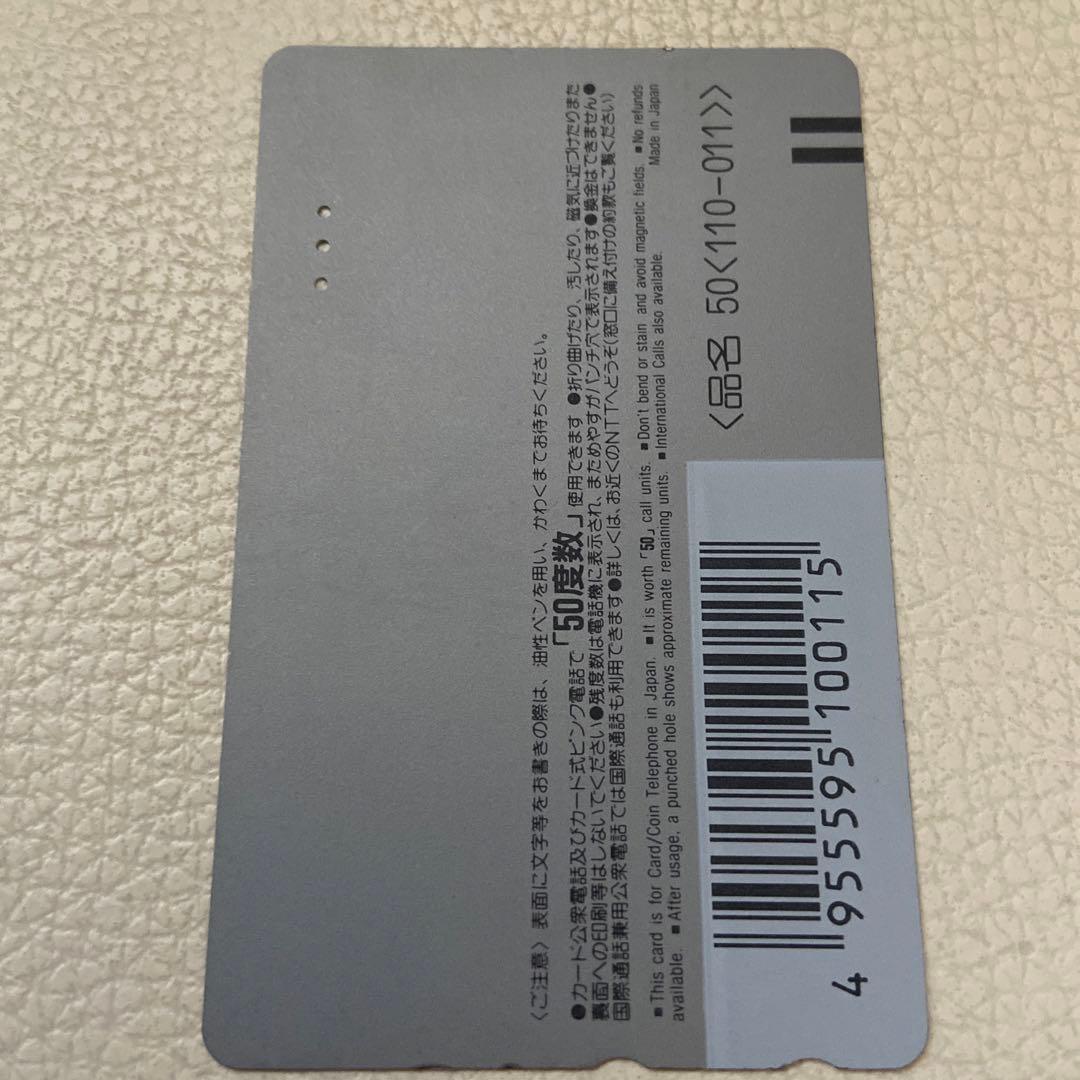 〈ご注意〉表面に文字等をお書きの際は、油性ペンを用い、かわくまでお待ちください。
●カード公衆電話及びカード式ピンク電話で「50度数」使用できます ●折り曲げたり、汚したり、磁気に近づけたりまた
裏面への印刷等はしないでください●残度数は電話機に表示され、まためやすがパンチ穴で表示されます●換金はできません●
国際通話兼用公衆電話では国際通話も利用できます●詳しくは、お近くのNTTへどうぞ(窓口に備え付けの約款もご覧ください)
■This card is for Card/Coin Telephone in Japan. ■It is worth「50」call units. ■Don't bend or stain and avoid magnetic fields. ■No refunds
available. ■After usage, a punched hole shows approximate remaining units. ■International Calls also available. Made in Japan
〈品名 50〈110-011〉〉
4 955595 100115